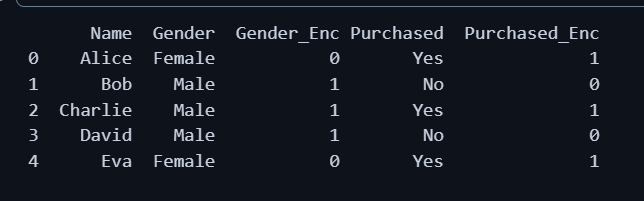 Name Gender Gender_Enc Purchased Purchased_Enc
0 Alice Female 0 Yes 1
1 Bob Male 1 No 0
2 Charlie Male 1 Yes 1
3 David Male 1 No 0
4 Eva Female 0 Yes 1